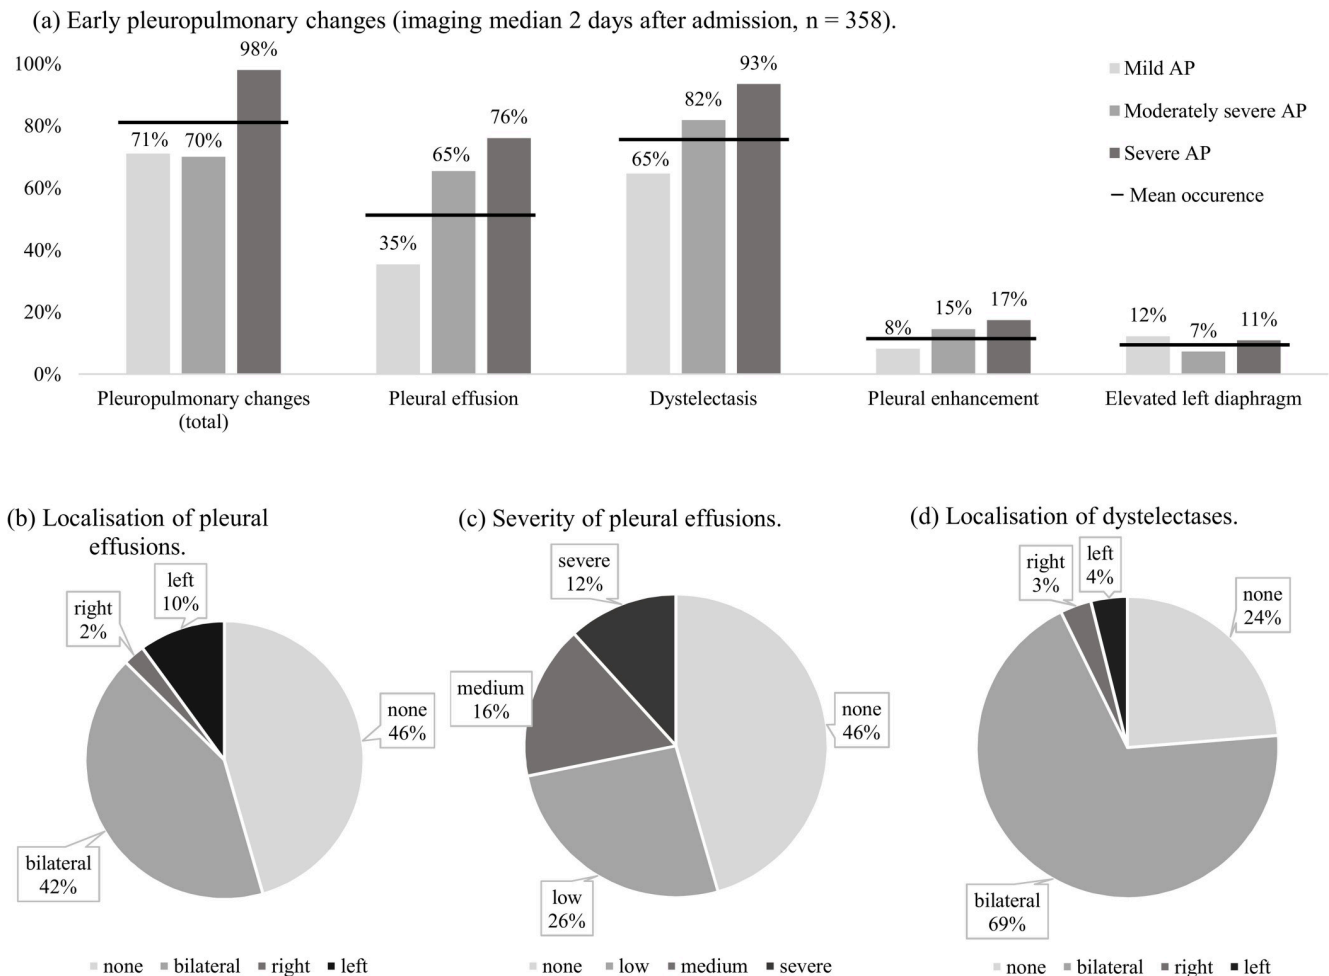 (a) Early pleuropulmonary changes (imaging median 2 days after admission, n = 358).
100%
80%
60%
40%
20%
0%
71%
70%
98%
35%
65%
76%
65%
82%
93%
8%
15%
17%
12%
7%
11%
Mild AP
Moderately severe AP
Severe AP
Mean occurence
Pleuropulmonary changes
(total)
Pleural effusion
Dystelectasis
Pleural enhancement
Elevated left diaphragm
(b) Localisation of pleural
effusions.
left
10%
right
2%
none
46%
bilateral
42%
none bilateral right left
(c) Severity of pleural effusions.
severe
12%
medium
16%
none
46%
low
26%
none low medium severe
(d) Localisation of dystelectases.
right
3%
left
4%
none
24%
bilateral
69%
none bilateral right left